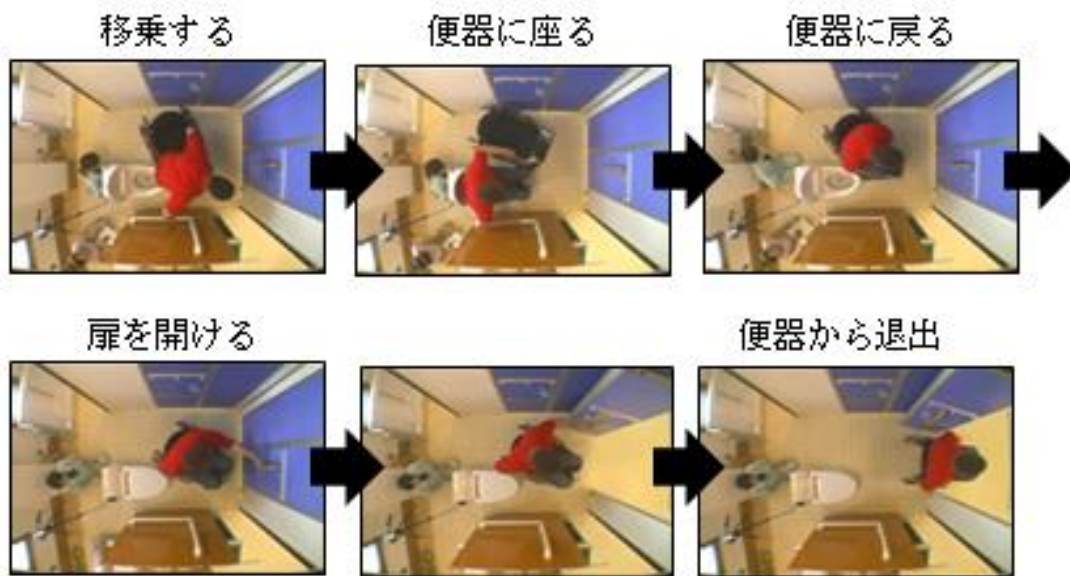 移乗する
便器に座る
便器に戻る
扉を開ける
便器から退出